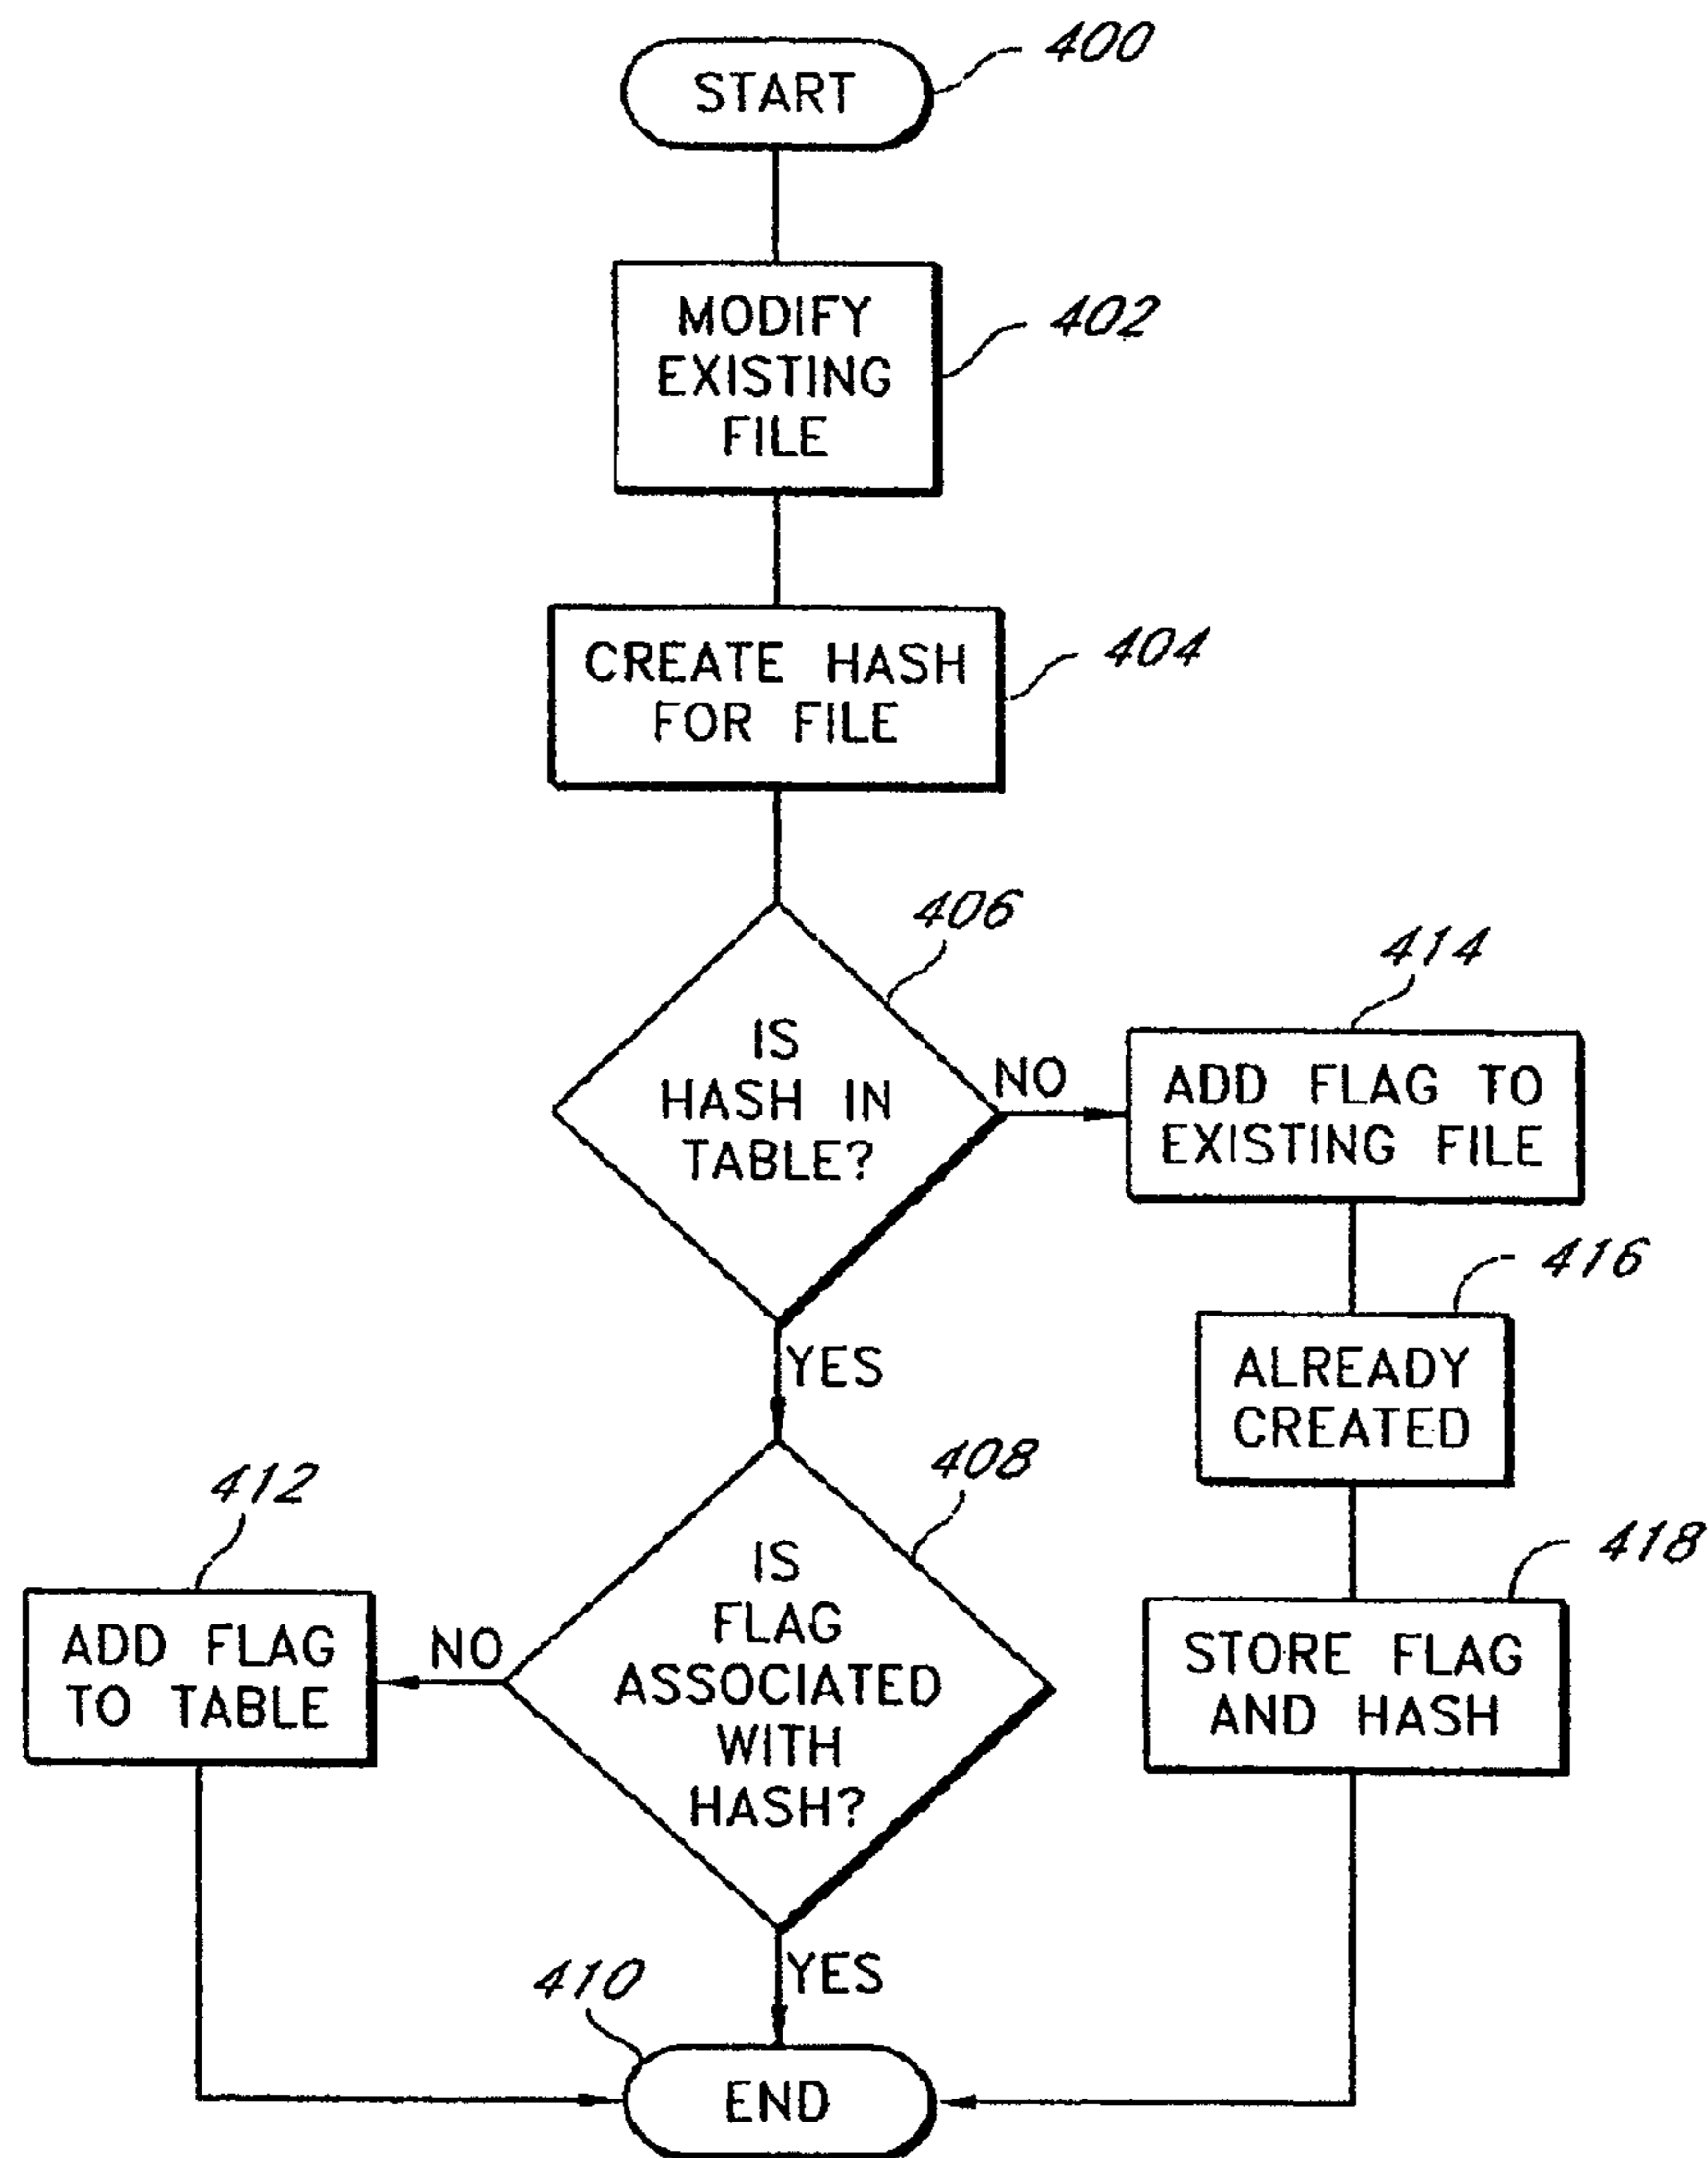 START
400
MODIFY
EXISTING
FILE
402
CREATE HASH
FOR FILE
404
406
IS
HASH IN
TABLE?
NO
414
ADD FLAG TO
EXISTING FILE
416
ALREADY
CREATED
YES
408
IS
FLAG
ASSOCIATED
WITH
HASH?
NO
412
ADD FLAG
TO TABLE
418
STORE FLAG
AND HASH
YES
410
END